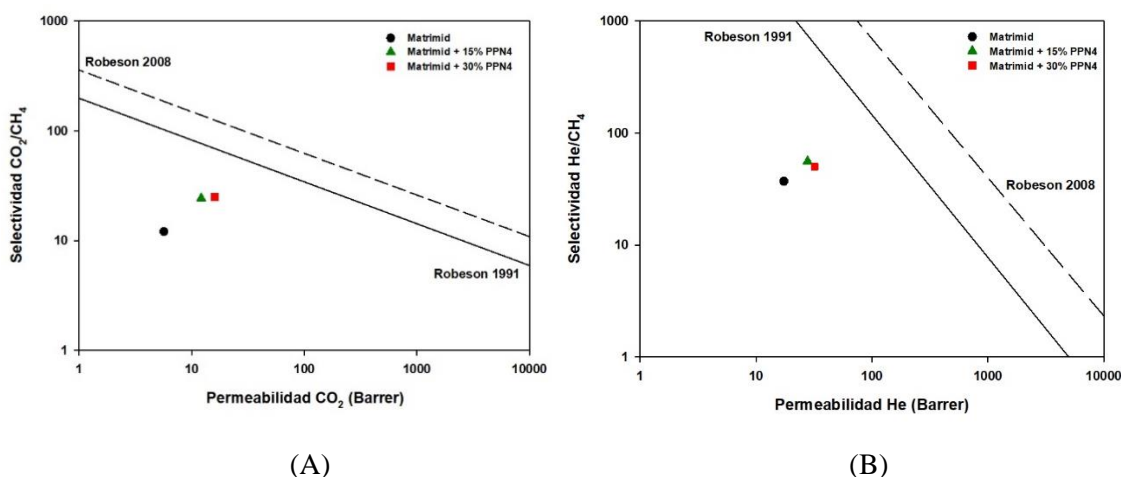 1000
100
10
1
Selectividad CO₂/CH₄
Robeson 2008
Robeson 1991
Matrimid
Matrimid + 15% PPN4
Matrimid + 30% PPN4
1 10 100 1000 10000
Permeabilidad CO₂ (Barrer)
(A)
1000
100
10
1
Selectividad He/CH₄
Robeson 1991
Robeson 2008
Matrimid
Matrimid + 15% PPN4
Matrimid + 30% PPN4
1 10 100 1000 10000
Permeabilidad He (Barrer)
(B)